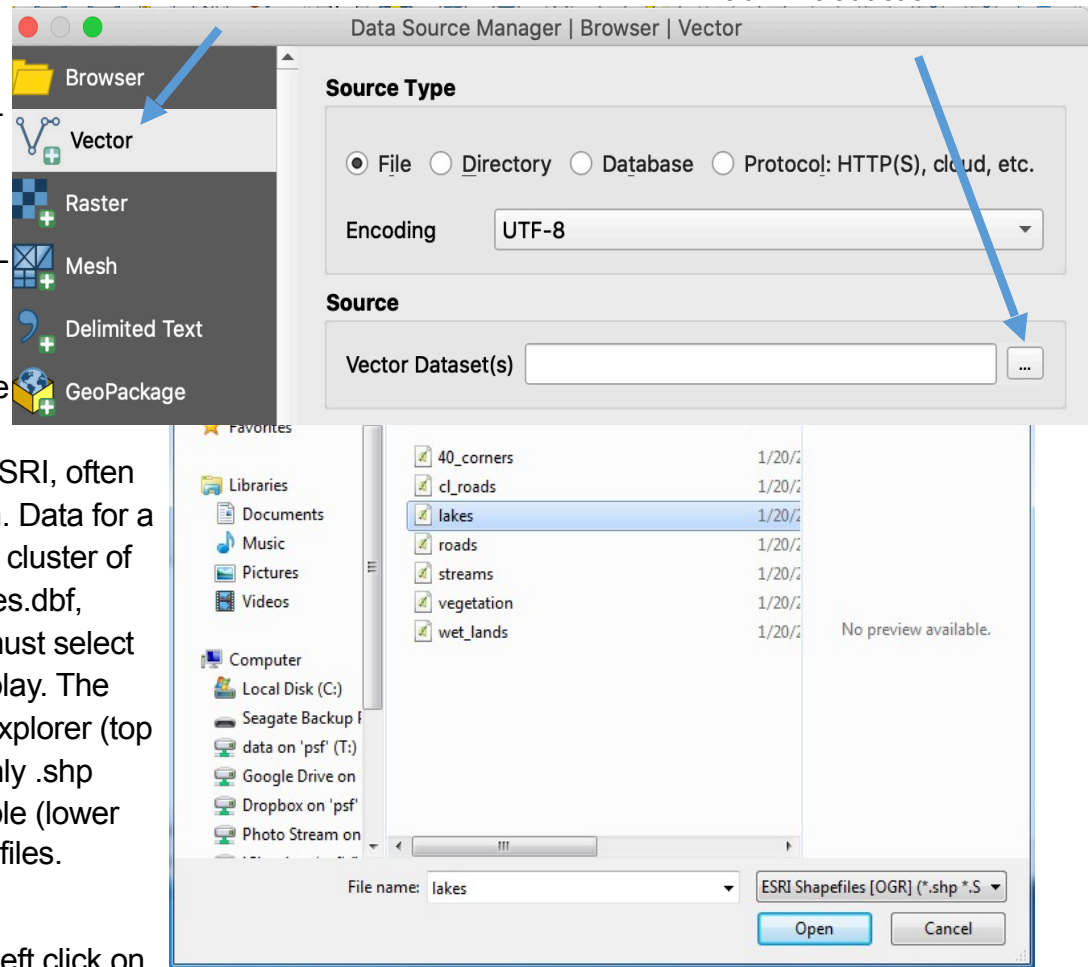 Data Source Manager | Browser | Vector
Browser
Vector
Raster
Mesh
Delimited Text
GeoPackage
Source Type
File Directory Database Protocol: HTTP(S), cloud, etc.
Encoding UTF-8
Source
Vector Dataset(s) ...
SRI, often
. Data for a
cluster of
es.dbf,
must select
play. The
xplorer (top
nly .shp
ple (lower
files.
eft click on
Favorites
Libraries
Documents
Music
Pictures
Videos
Computer
Local Disk (C:)
Seagate Backup
data on 'psf' (T:)
Google Drive on
Dropbox on 'psf'
Photo Stream on
40_corners 1/20/2
cl_roads 1/20/2
lakes 1/20/2
roads 1/20/2
streams 1/20/2
vegetation 1/20/2
wet_lands 1/20/2
No preview available.
File name: lakes ESRI Shapefiles [OGR] (*.shp *.S
Open Cancel